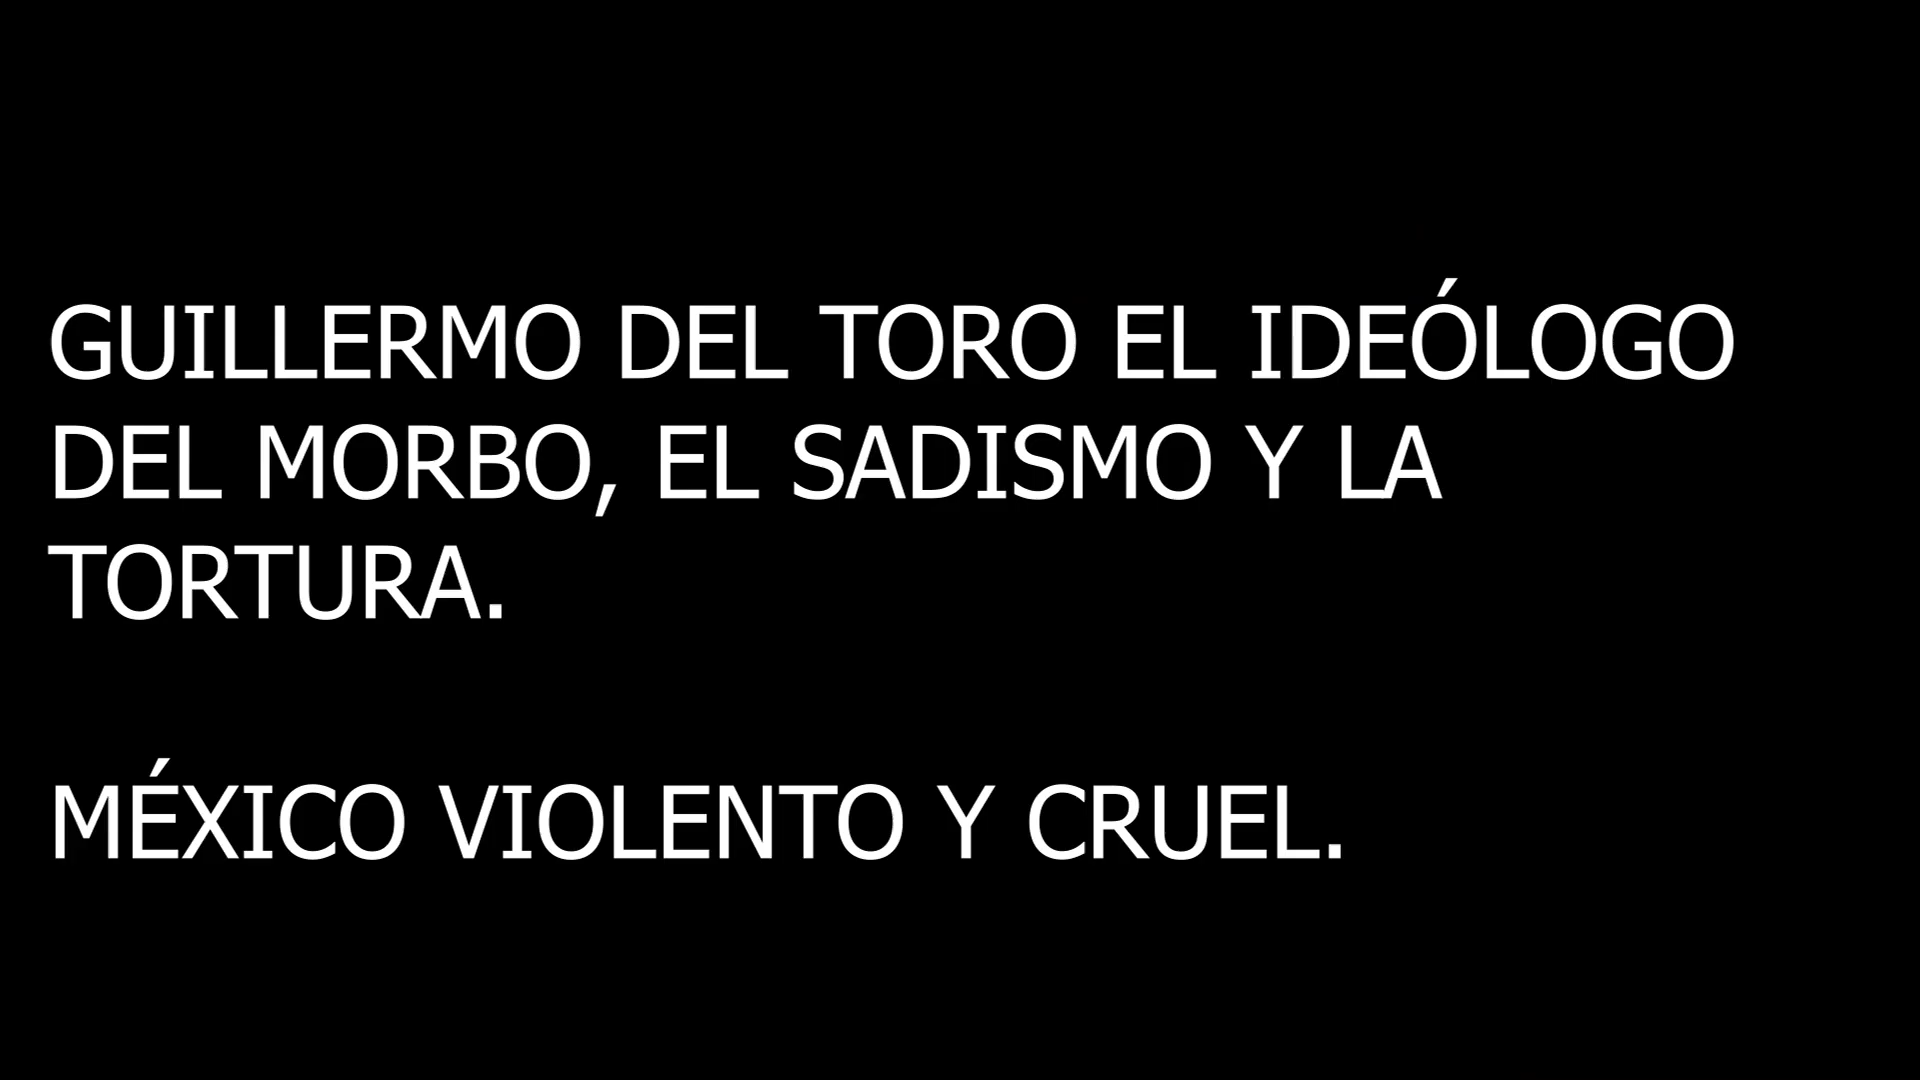 GUILLERMO DEL TORO EL IDEÓLOGO
DEL MORBO, EL SADISMO Y LA
TORTURA.
MÉXICO VIOLENTO Y CRUEL.